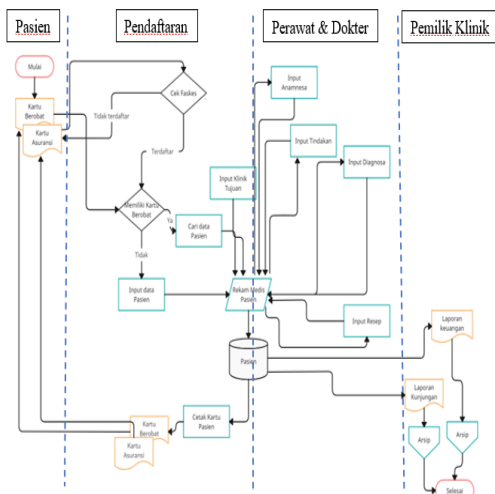 Pasien
Pendaftaran
Perawat & Dokter
Pemilik Klinik
Mulai
Kartu
Berobat
Kartu
Asuransi
Cek Faskes
Tidak terdaftar
Terdaftar
Memiliki Kartu
Berobat
Ya
Tidak
Cari data
Pasien
Input data
Pasien
Input Klinik
Tujuan
Input
Anamnesa
Input Tindakan
Input Diagnosa
Rekam Medis
Pasien
Input Resep
Pasien
Cetak Kartu
Pasien
Kartu
Berobat
Kartu
Asuransi
Laporan
keuangan
Laporan
Kunjungan
Arsip
Arsip
Selesai